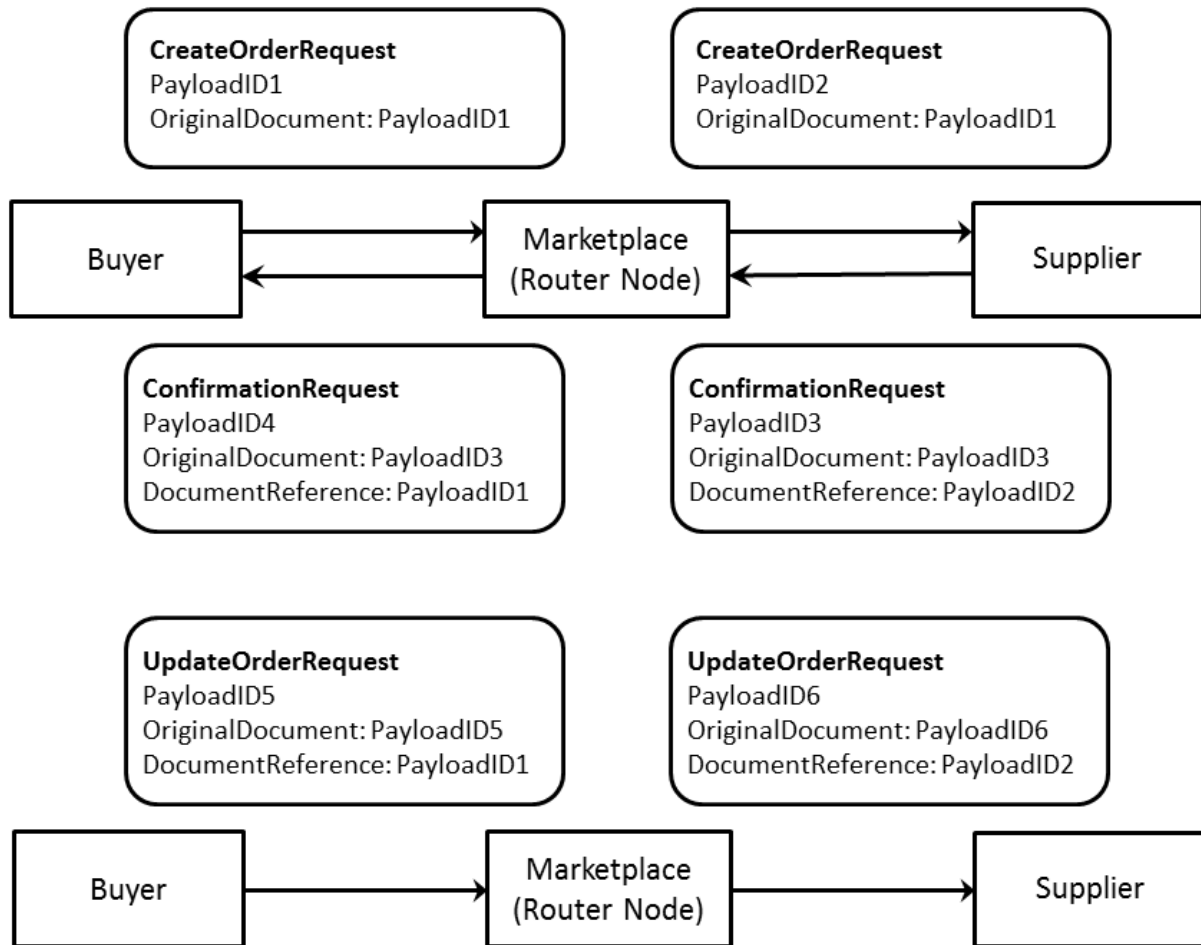 CreateOrderRequest
PayloadID1
OriginalDocument: PayloadID1
CreateOrderRequest
PayloadID2
OriginalDocument: PayloadID1
Buyer
Marketplace
(Router Node)
Supplier
ConfirmationRequest
PayloadID4
OriginalDocument: PayloadID3
DocumentReference: PayloadID1
ConfirmationRequest
PayloadID3
OriginalDocument: PayloadID3
DocumentReference: PayloadID2
UpdateOrderRequest
PayloadID5
OriginalDocument: PayloadID5
DocumentReference: PayloadID1
UpdateOrderRequest
PayloadID6
OriginalDocument: PayloadID6
DocumentReference: PayloadID2
Buyer
Marketplace
(Router Node)
Supplier